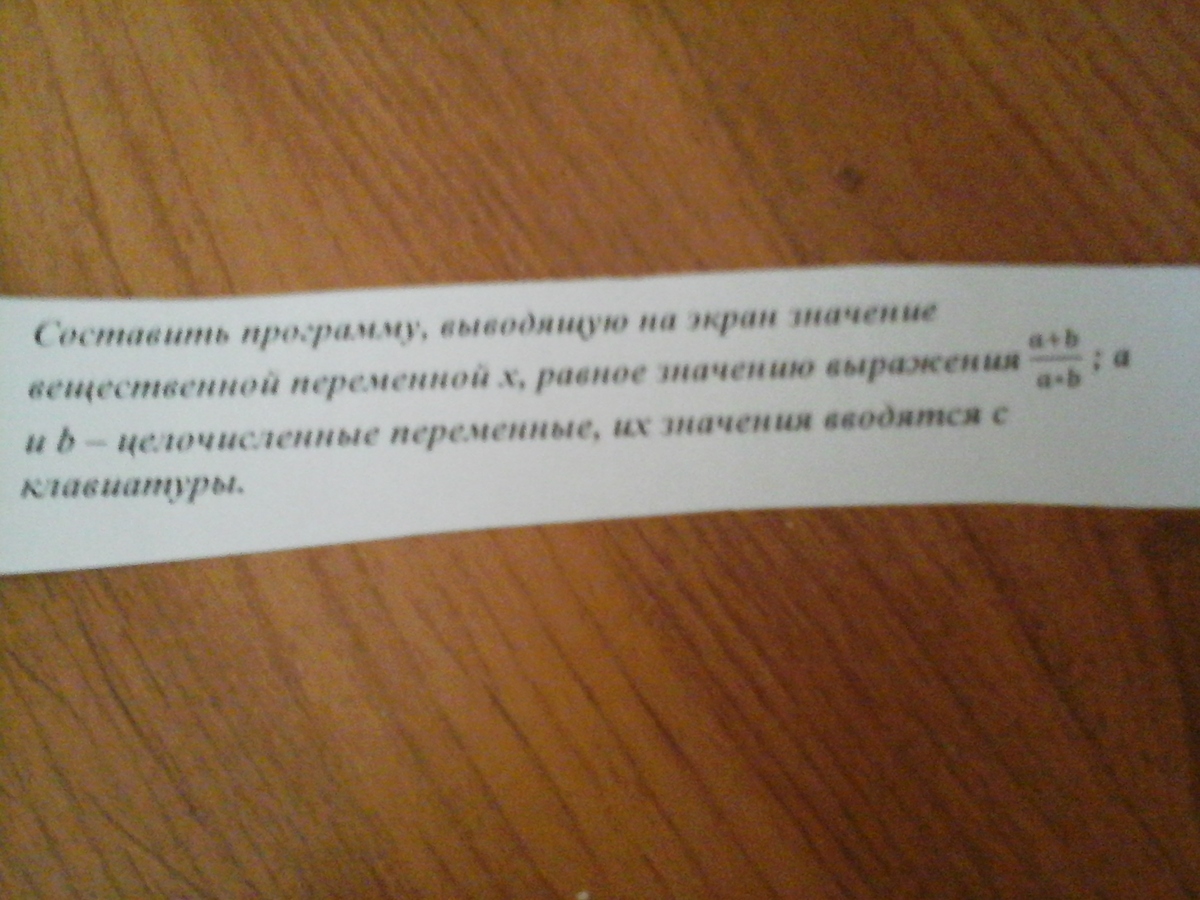 Составить программу, выводящую на экран значение
вещественной переменной x, равное значению выражения a+b/a*b ; a
и b – целочисленные переменные, их значения вводятся с
клавиатуры.